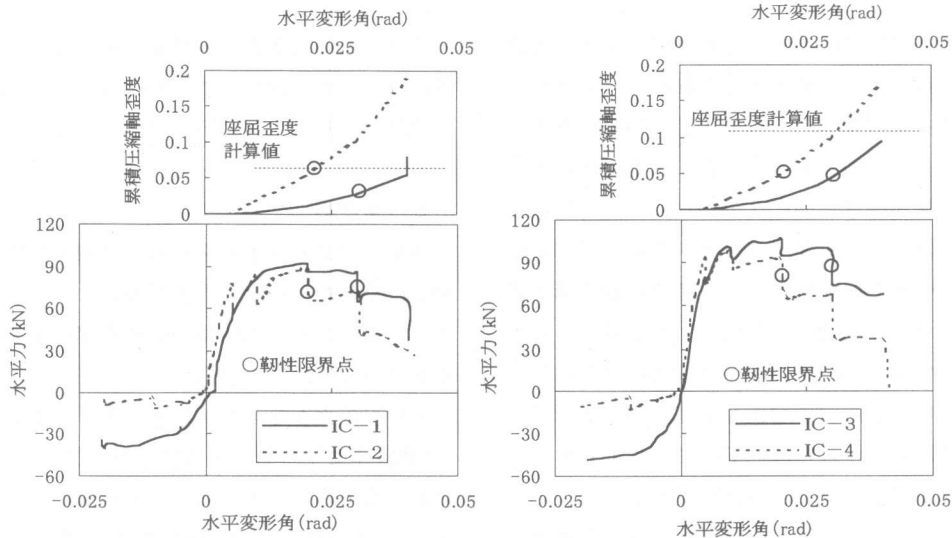 水平変形角(rad)
0 0.025 0.05
累積圧縮軸歪度
0.2
0.15
0.1
0.05
0
座屈歪度
計算値
水平力(kN)
120
90
60
30
0
-30
-60
○靭性限界点
IC-1
IC-2
-0.025 0 0.025 0.05
水平変形角(rad)
水平変形角(rad)
0 0.025 0.05
累積圧縮軸歪度
0.2
0.15
0.1
0.05
0
座屈歪度計算値
水平力(kN)
120
90
60
30
0
-30
-60
○靭性限界点
IC-3
IC-4
-0.025 0 0.025 0.05
水平変形角(rad)